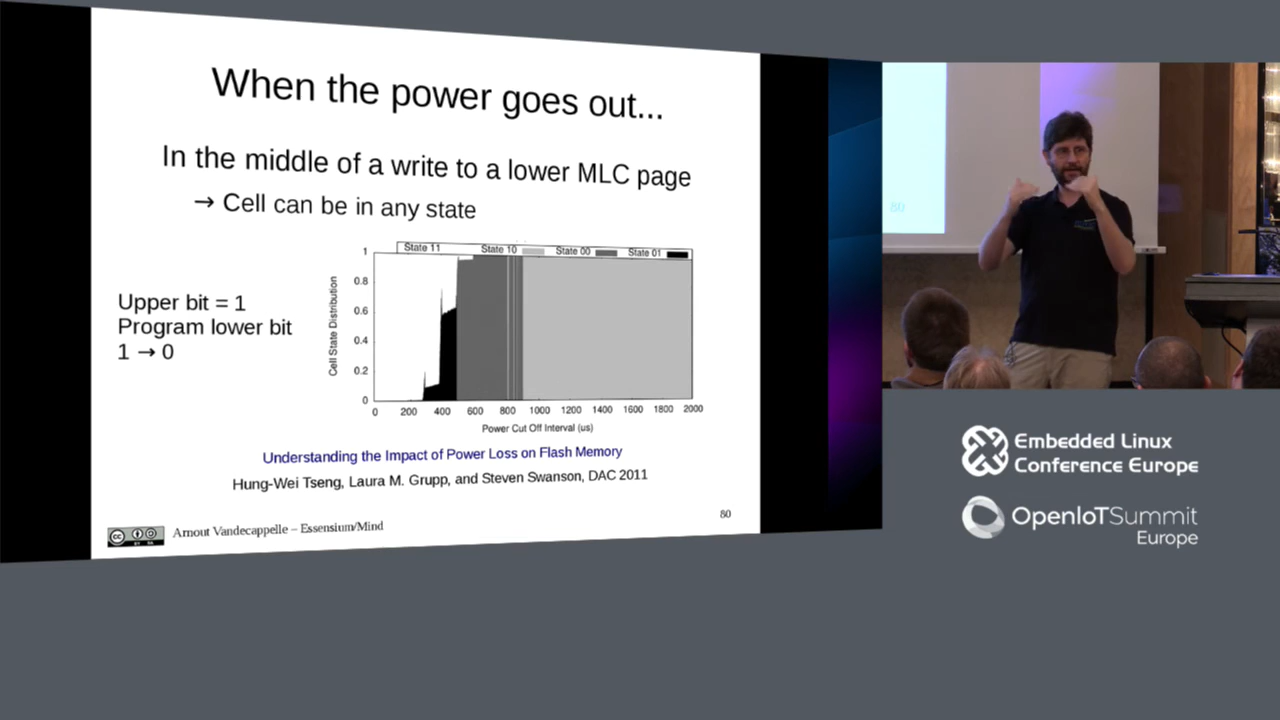 When the power goes out...
In the middle of a write to a lower MLC page
→ Cell can be in any state
Upper bit = 1
Program lower bit
1 → 0
State 11
State 10
State 00
State 01
Cell State Distribution
1
0.8
0.6
0.4
0.2
0
0 200 400 600 800 1000 1200 1400 1600 1800 2000
Power Cut Off Interval (us)
Understanding the Impact of Power Loss on Flash Memory
Hung-Wei Tseng, Laura M. Grupp, and Steven Swanson, DAC 2011
Arnout Vandecappelle – Essensium/Mind
80
80
Embedded Linux
Conference Europe
OpenIoTSummit
Europe